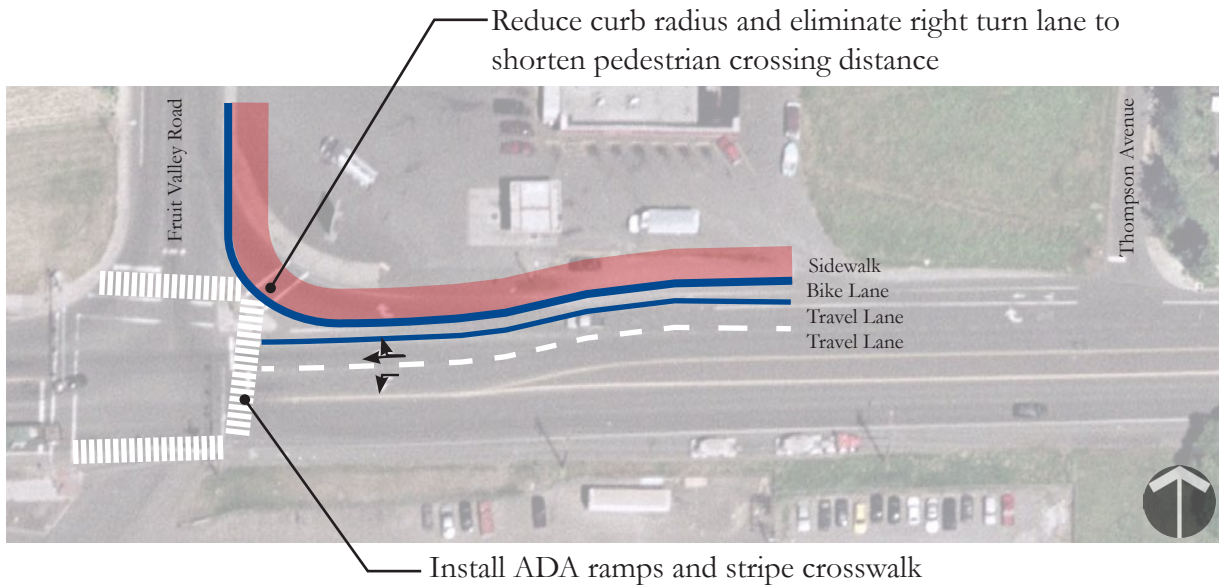 Reduce curb radius and eliminate right turn lane to
shorten pedestrian crossing distance
Fruit Valley Road
Thompson Avenue
Sidewalk
Bike Lane
Travel Lane
Travel Lane
Install ADA ramps and stripe crosswalk